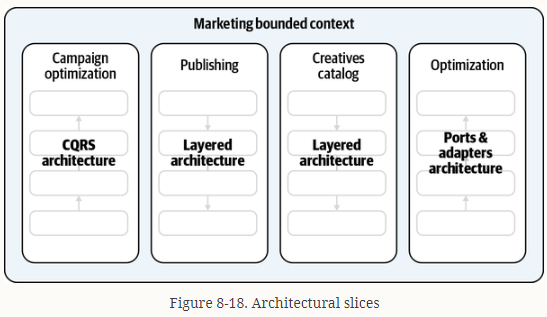 Marketing bounded context
Campaign
optimization
Publishing
Creatives
catalog
Optimization
CQRS
architecture
Layered
architecture
Layered
architecture
Ports &
adapters
architecture
Figure 8-18. Architectural slices